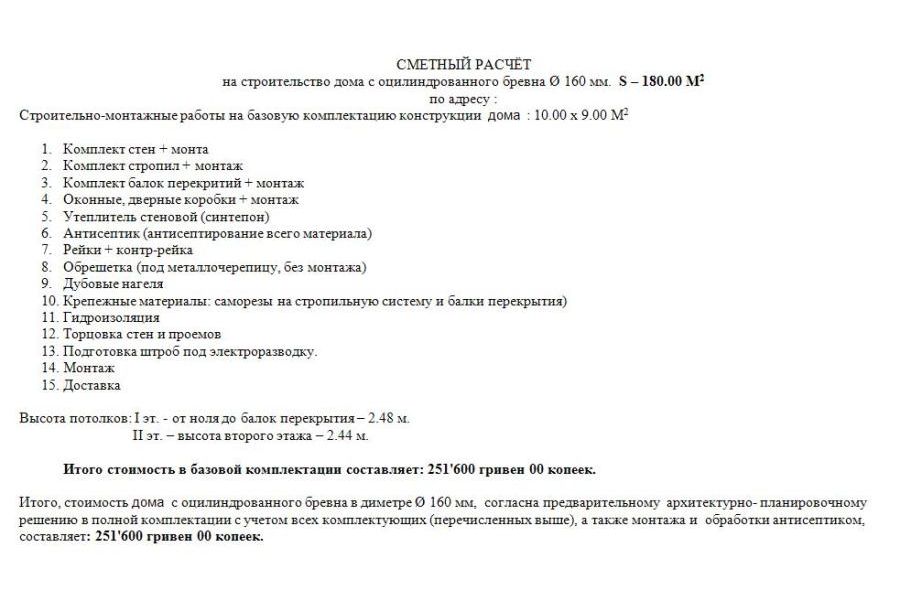 СМЕТНЫЙ РАСЧЁТ
на строительство дома с оцилиндрованного бревна Ø 160 мм. S – 180.00 М²
по адресу :
Строительно-монтажные работы на базовую комплектацию конструкции дома : 10.00 х 9.00 М²
1. Комплект стен + монта
2. Комплект стропил + монтаж
3. Комплект балок перекритий + монтаж
4. Оконные, дверные коробки + монтаж
5. Утеплитель стеновой (синтепон)
6. Антисептик (антисептирование всего материала)
7. Рейки + контр-рейка
8. Обрешетка (под металлочерепицу, без монтажа)
9. Дубовые нагеля
10. Крепежные материалы: саморезы на стропильную систему и балки перекрытия)
11. Гидроизоляция
12. Торцовка стен и проемов
13. Подготовка штроб под электроразводку.
14. Монтаж
15. Доставка
Высота потолков: I эт. - от ноля до балок перекрытия – 2.48 м.
II эт. – высота второго этажа – 2.44 м.
Итого стоимость в базовой комплектации составляет: 251'600 гривен 00 копеек.
Итого, стоимость дома с оцилиндрованного бревна в диметре Ø 160 мм, согласна предварительному архитектурно- планировочному
решению в полной комплектации с учетом всех комплектующих (перечисленных выше), а также монтажа и обработки антисептиком,
составляет: 251'600 гривен 00 копеек.